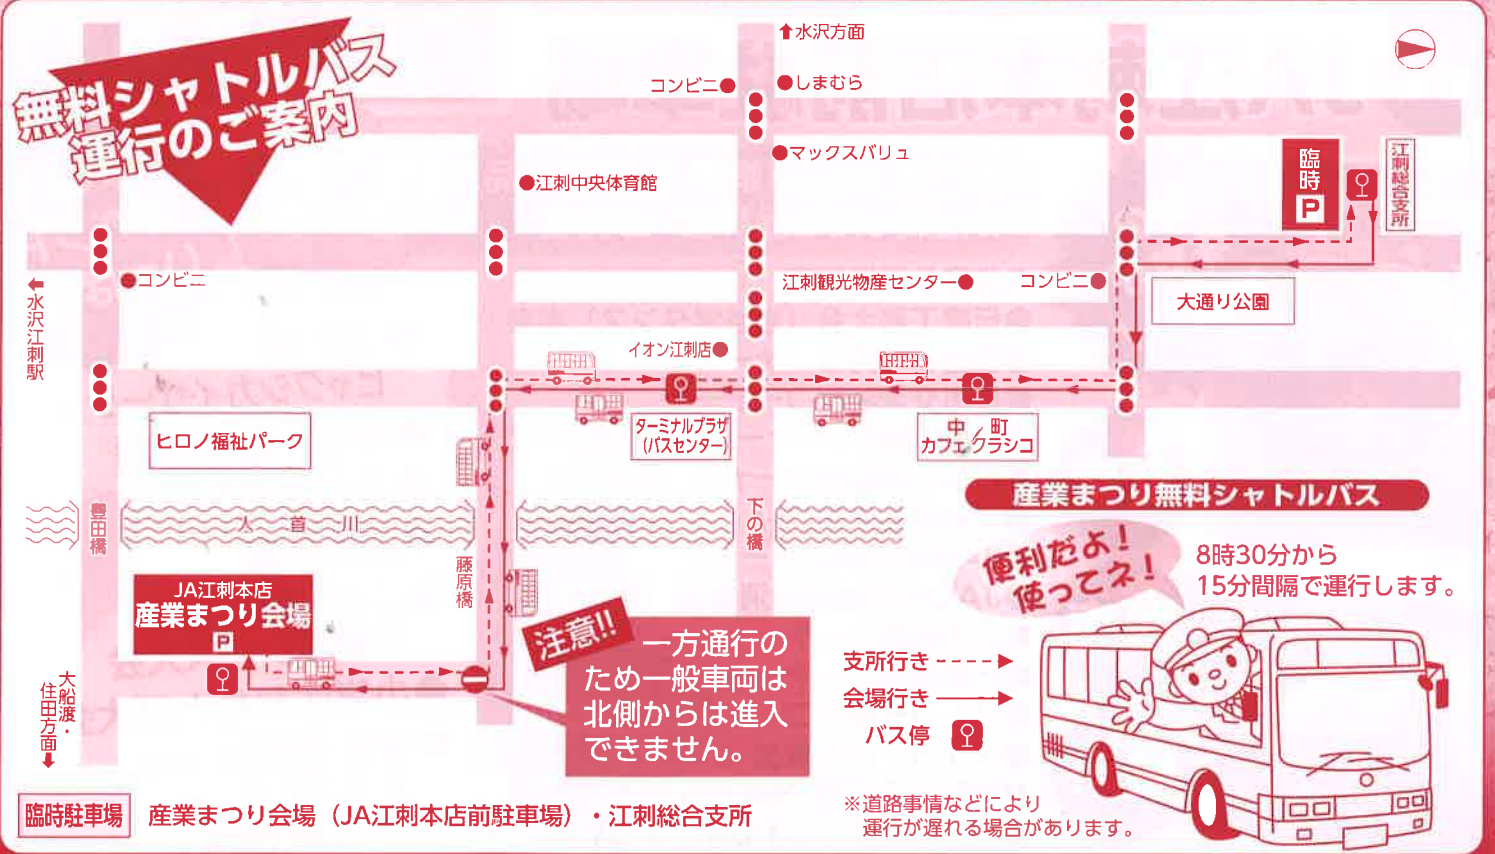 無料シャトルバス
運行のご案内
↑水沢方面
コンビニ●
●しまむら
●マックスバリュ
●江刺中央体育館
臨時
P
江刺総合支所
●コンビニ
←水沢江刺駅
江刺観光物産センター●
コンビニ●
大通り公園
イオン江刺店●
ヒロノ福祉パーク
ターミナルプラザ
(バスセンター)
中ノ町
カフェクラシコ
豊田橋
人首川
藤原橋
下の橋
JA江刺本店
産業まつり会場
P
大船渡・
住田方面→
注意!!
一方通行の
ため一般車両は
北側からは進入
できません。
産業まつり無料シャトルバス
便利だよ!
使ってネ!
8時30分から
15分間隔で運行します。
支所行き
会場行き
バス停
臨時駐車場
産業まつり会場(JA江刺本店前駐車場)・江刺総合支所
※道路事情などにより
運行が遅れる場合があります。